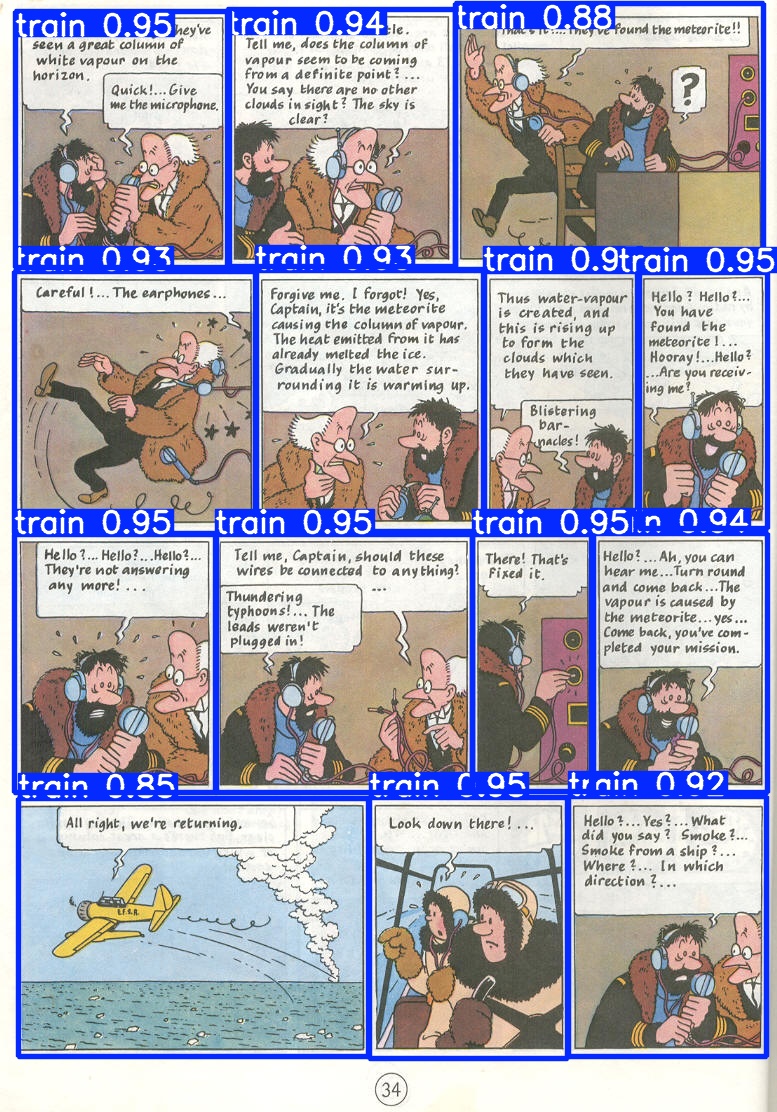 train 0.95
They've
seen a great column of
white vapour on the
horizon.
Quick!... Give
me the microphone.
train 0.94
Tell me, does the column of
vapour seem to be coming
from a definite point?...
You say there are no other
clouds in sight? The sky is
clear?
train 0.88
That's it!... They've found the meteorite!!
?
train 0.93
Careful!... The earphones...
train 0.93
Forgive me. I forgot! Yes,
Captain, it's the meteorite
causing the column of vapour.
The heat emitted from it has
already melted the ice.
Gradually the water sur-
rounding it is warming up.
train 0.9
Thus water-vapour
is created, and
this is rising up
to form the
clouds which
they have seen.
Blistering
bar-
nacles!
train 0.95
Hello? Hello?...
You have
found the
meteorite!...
Hooray!...Hello?
...Are you receiv-
ing me?
train 0.95
Hello?...Hello?...Hello?...
They're not answering
any more!...
train 0.95
Tell me, Captain, should these
wires be connected to anything?
...
Thundering
typhoons!... The
leads weren't
plugged in!
train 0.95
There! That's
fixed it.
0.94
Hello?...Ah, you can
hear me...Turn round
and come back...The
vapour is caused by
the meteorite...yes...
Come back, you've com-
pleted your mission.
train 0.85
All right, we're returning.
E.F.S.R.
train 0.95
Look down there!...
train 0.92
Hello?...Yes?...What
did you say? Smoke?...
Smoke from a ship?...
Where?... In which
direction?...
34